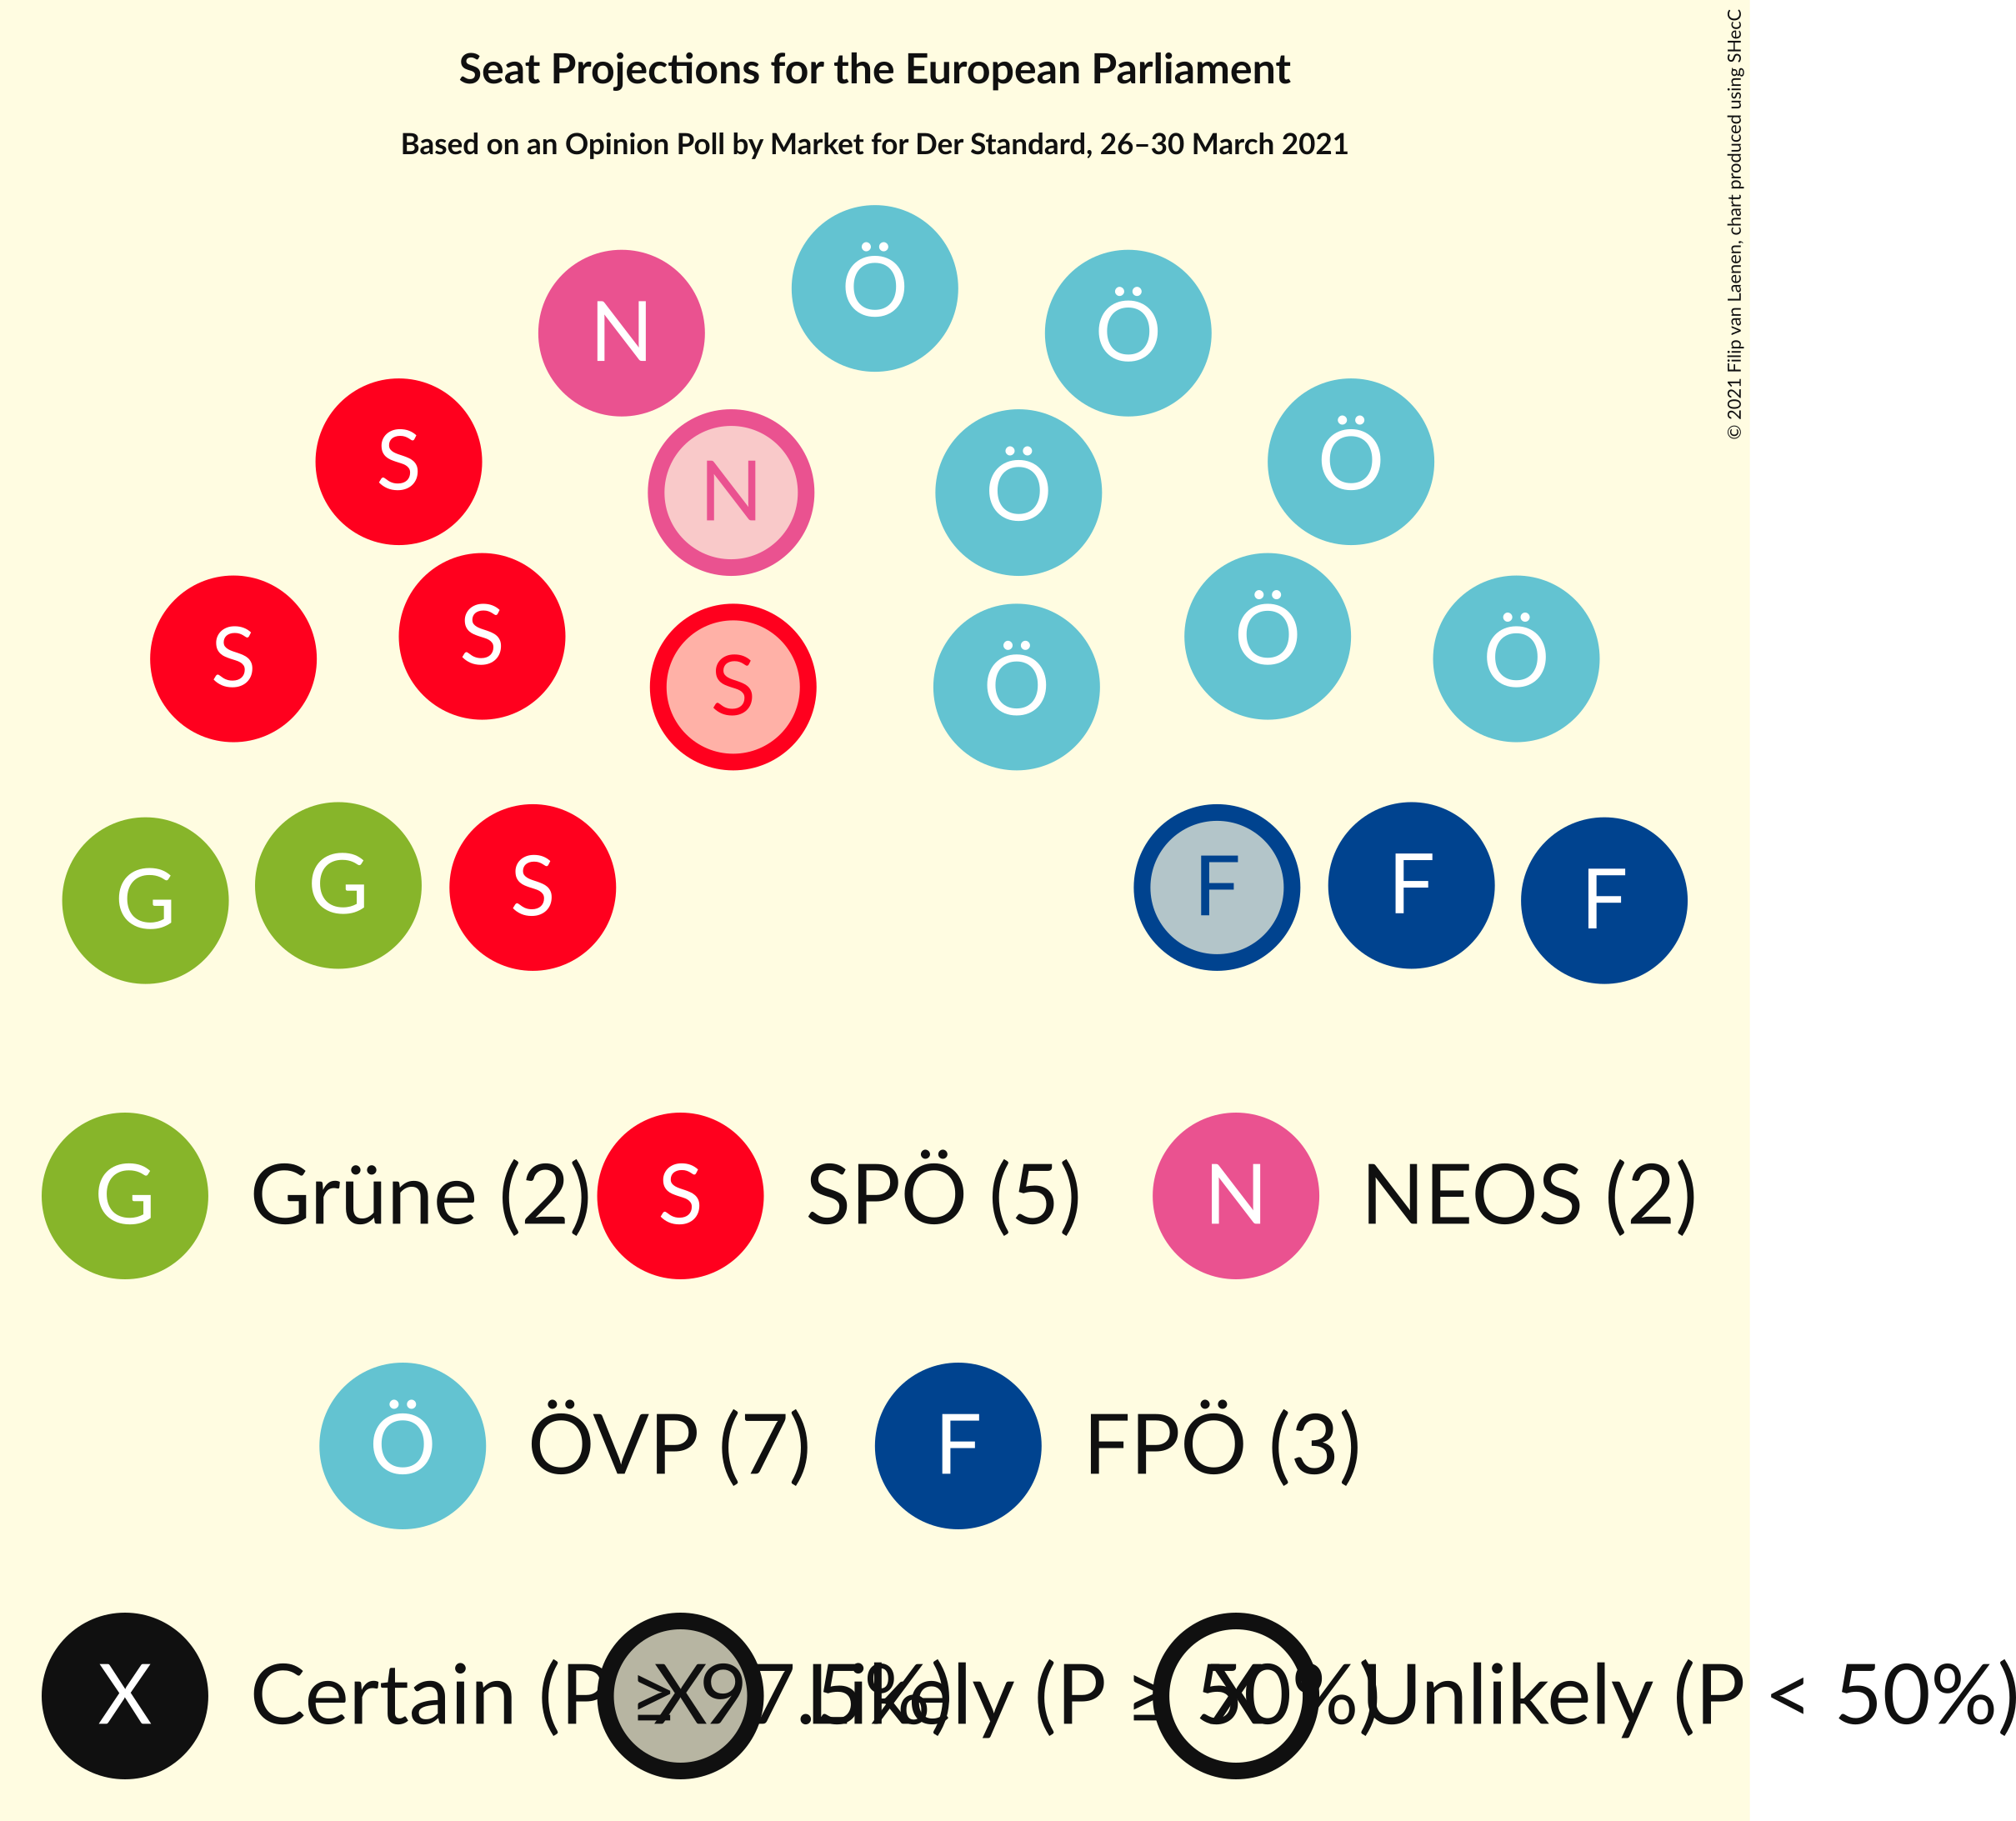 Seat Projections for the European Parliament
Based on an Opinion Poll by Market for Der Standard, 26–30 March 2021
© 2021 Filip van Laenen, chart produced using SHecC
Ö
N Ö
S Ö
N Ö
S S Ö Ö
S Ö
G G S F F F
G Grüne (2) S SPÖ (5) N NEOS (2)
Ö ÖVP (7) F FPÖ (3)
X Certain (P ≥ 97.5%) X Likely (P ≥ 50%) X Unlikely (P < 50%)